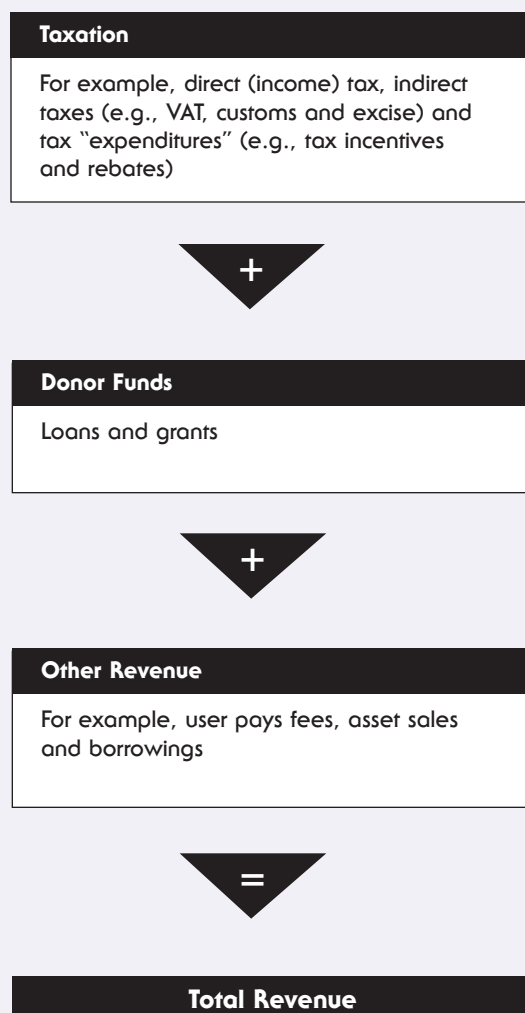 Taxation
For example, direct (income) tax, indirect
taxes (e.g., VAT, customs and excise) and
tax “expenditures” (e.g., tax incentives
and rebates)
+
Donor Funds
Loans and grants
+
Other Revenue
For example, user pays fees, asset sales
and borrowings
=
Total Revenue